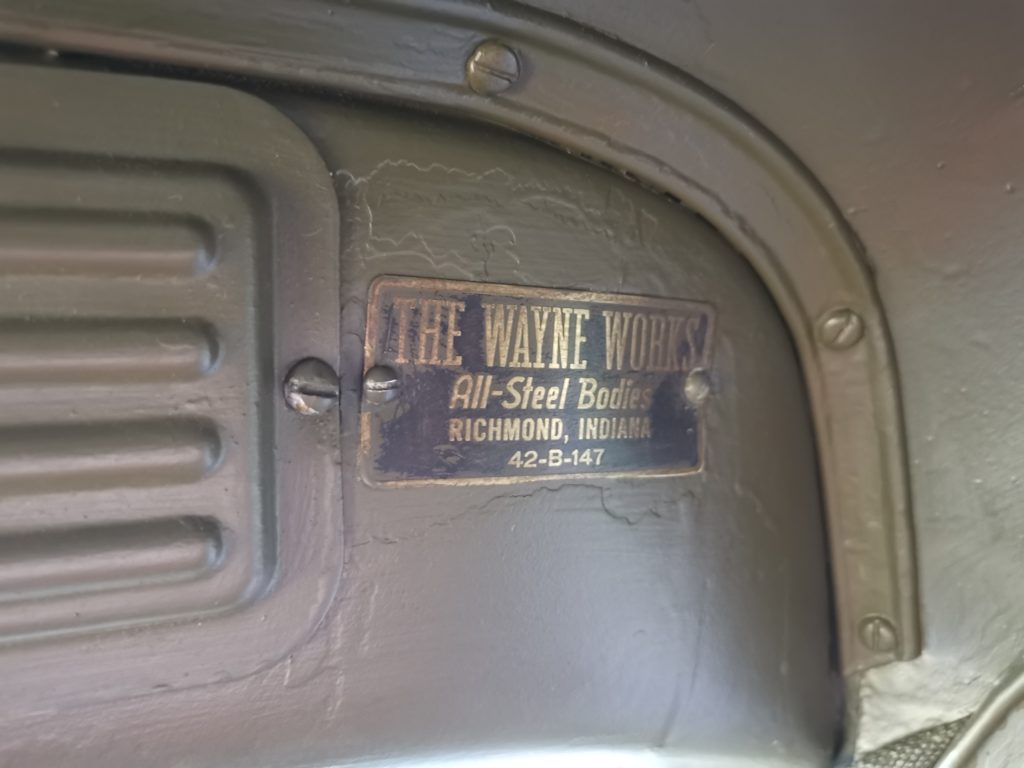 THE WAYNE WORKS
All-Steel Bodies
RICHMOND, INDIANA
42-B-147